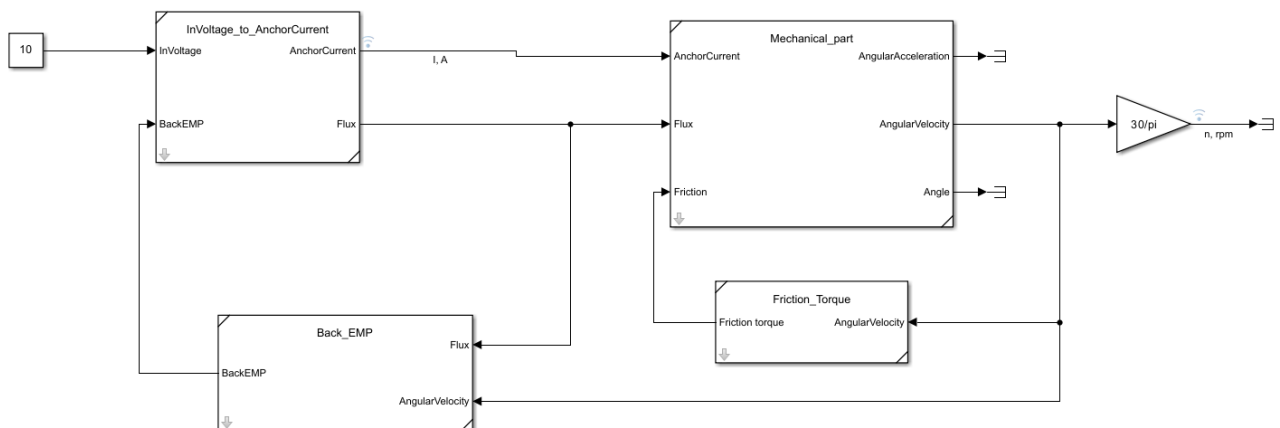 InVoltage_to_AnchorCurrent
10
InVoltage
AnchorCurrent
I, A
BackEMP
Flux
Mechanical_part
AnchorCurrent
AngularAcceleration
Flux
AngularVelocity
Friction
Angle
30/pi
n, rpm
Friction_Torque
Friction torque
AngularVelocity
Back_EMP
Flux
BackEMP
AngularVelocity